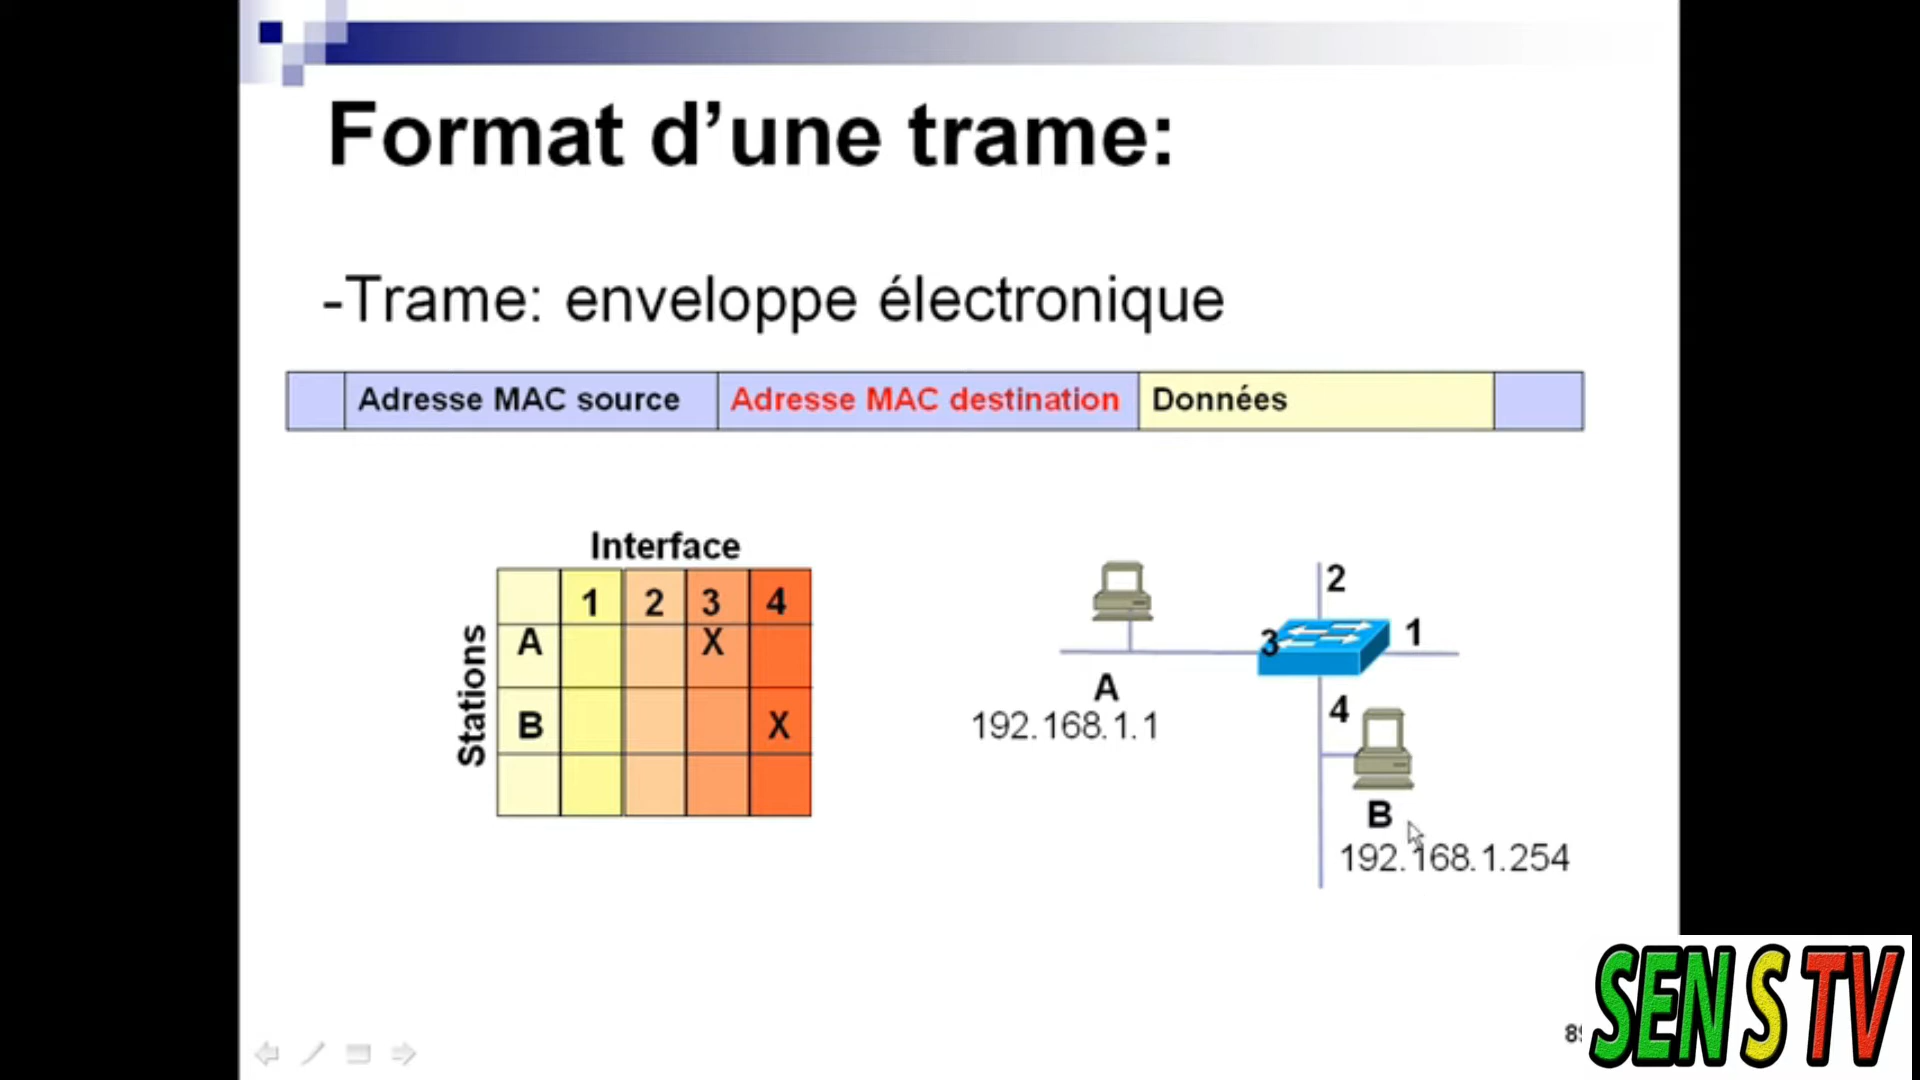 Format d’une trame:
-Trame: enveloppe électronique
Adresse MAC source Adresse MAC destination Données
Interface
1 2 3 4
Stations
A X
B X
2
3
1
A
192.168.1.1
4
B
192.168.1.254
SENS TV